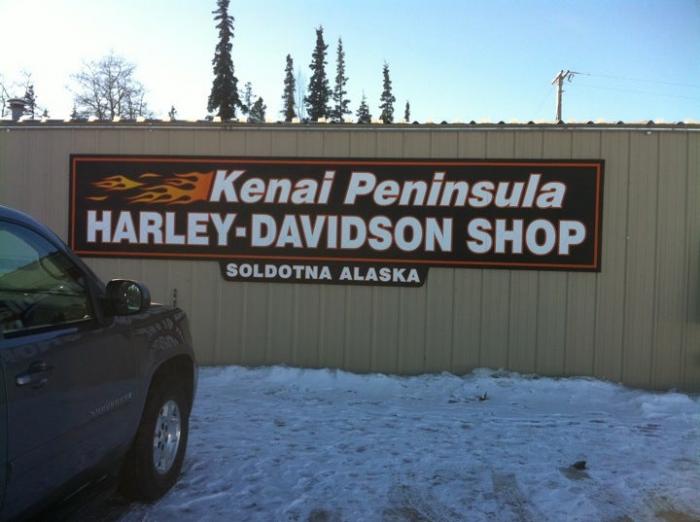 Kenai Peninsula
HARLEY-DAVIDSON SHOP
SOLDOTNA ALASKA